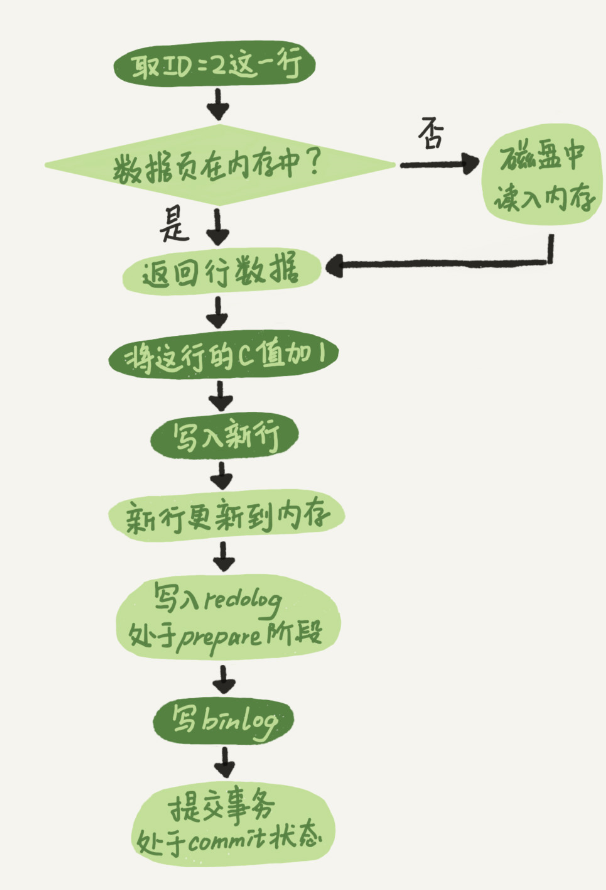 取ID=2这一行
数据页在内存中？
否
磁盘中
读入内存
是
返回行数据
将这行的C值加1
写入新行
新行更新到内存
写入redolog
处于prepare阶段
写binlog
提交事务
处于commit状态